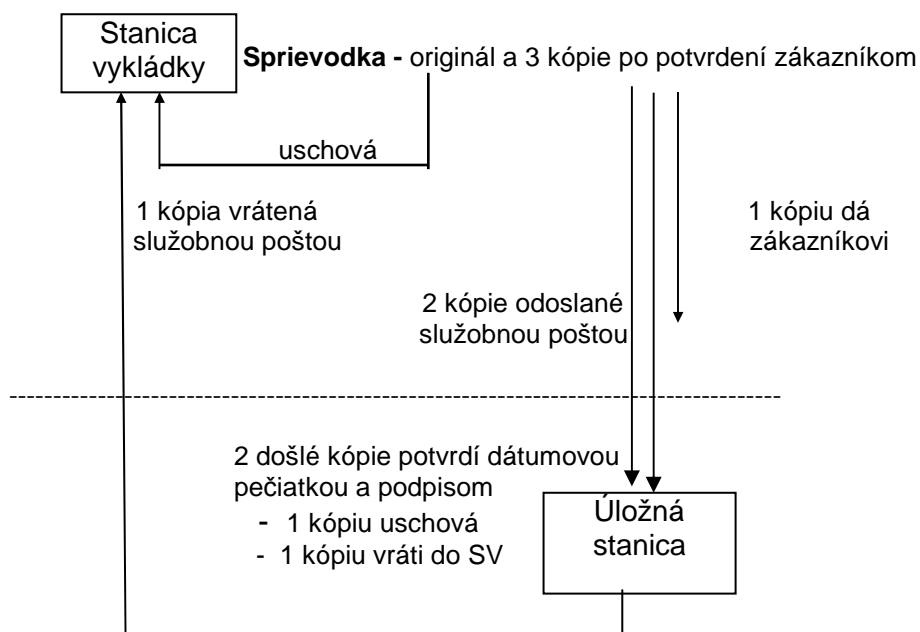 Stanica
vykládky
Sprievodka - originál a 3 kópie po potvrdení zákazníkom
uschová
1 kópia vrátená
služobnou poštou
1 kópiu dá
zákazníkovi
2 kópie odoslané
služobnou poštou
2 došlé kópie potvrdí dátumovou
pečiatkou a podpisom
- 1 kópiu uschová
- 1 kópiu vráti do SV
Úložná
stanica